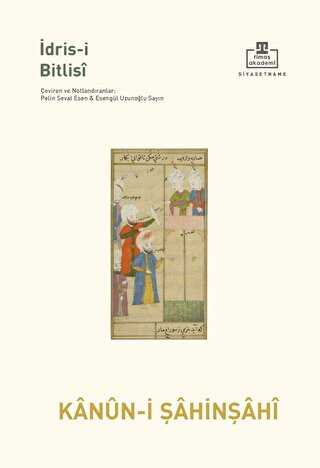 İdris-i
Bitlisî
Çeviren ve Notlandıranlar:
Pelin Seval Esen & Esengül Uzunoğlu Sayın
timaş
akademi
SİYASETNAME
KÂNÛN-İ ŞÂHİNŞÂHÎ